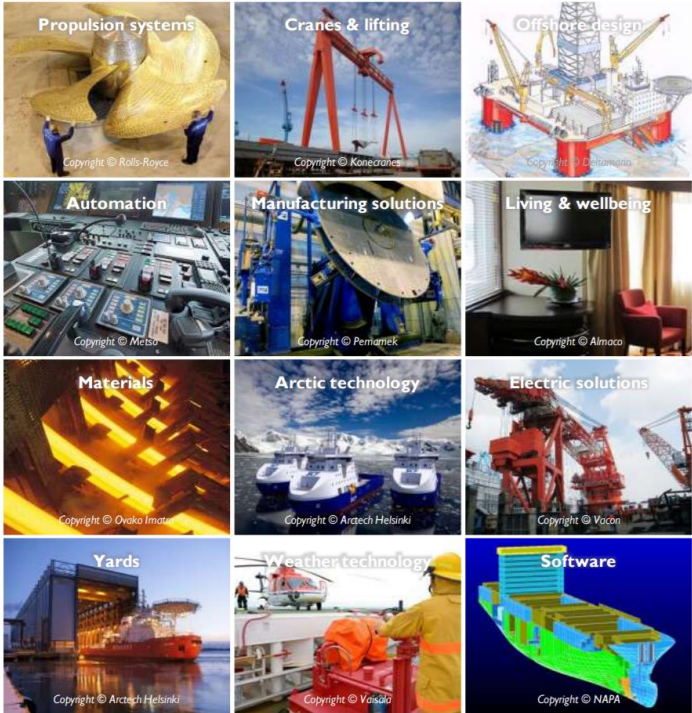 Propulsion systems
Copyright © Rolls-Royce
Cranes & lifting
Copyright © Konecranes
Offshore design
Copyright © Deltamarin
Automation
Copyright © Metso
Manufacturing solutions
Copyright © Pemamek
Living & wellbeing
Copyright © Almaco
Materials
Copyright © Ovako Imatra
Arctic technology
Copyright © Arctech Helsinki
Electric solutions
Copyright © Vacon
Yards
Copyright © Arctech Helsinki
Weather technology
Copyright © Vaisala
Software
Copyright © NAPA